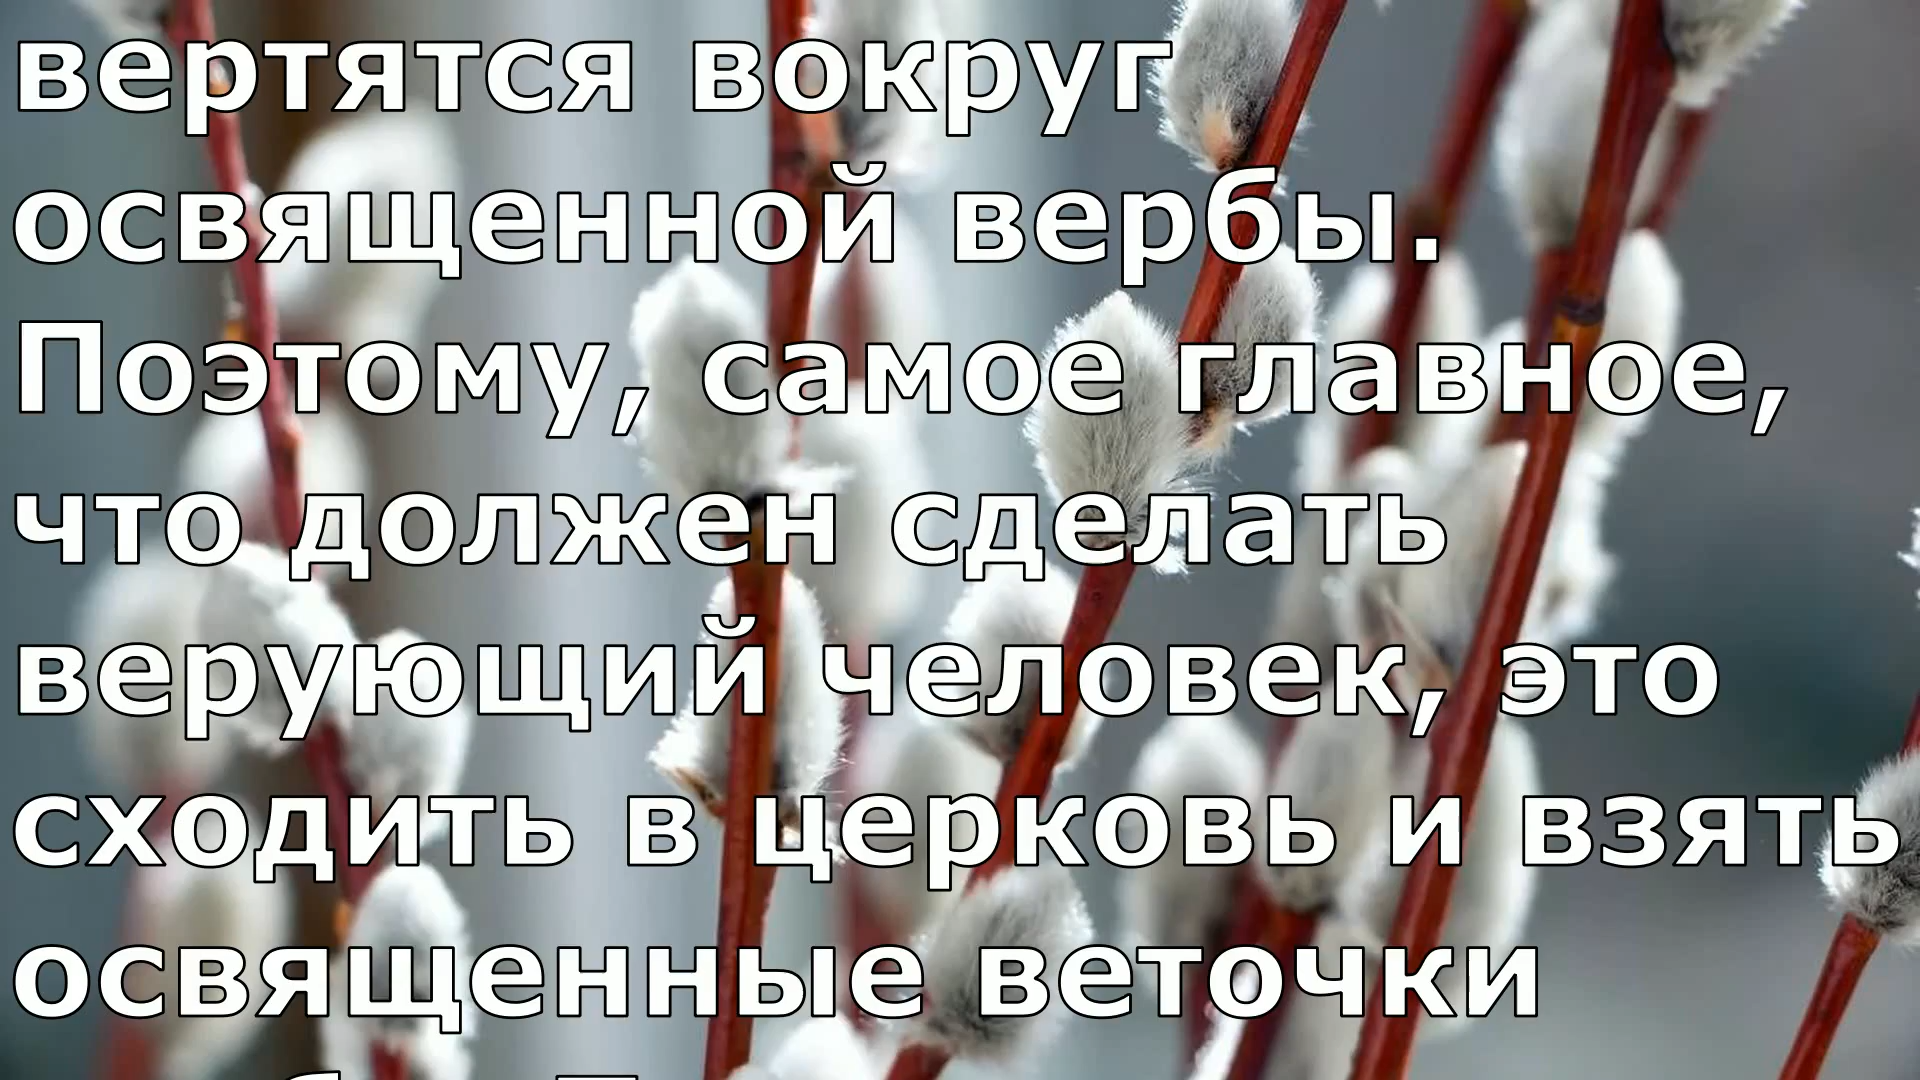 вертятся вокруг
освященной вербы.
Поэтому, самое главное,
что должен сделать
верующий человек, это
сходить в церковь и взять
освященные веточки